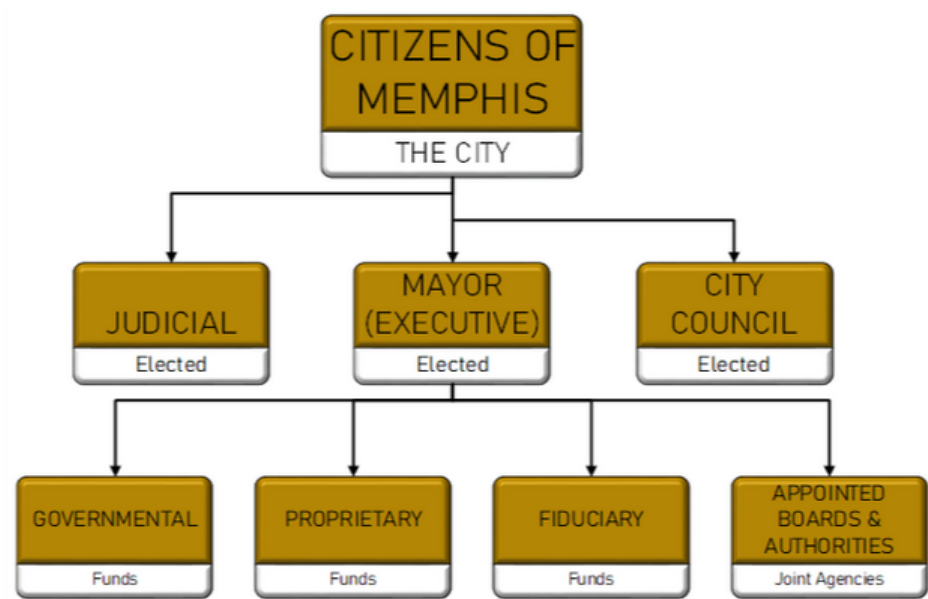 CITIZENS OF
MEMPHIS
THE CITY
JUDICIAL
Elected
MAYOR
(EXECUTIVE)
Elected
CITY
COUNCIL
Elected
GOVERNMENTAL
Funds
PROPRIETARY
Funds
FIDUCIARY
Funds
APPOINTED
BOARDS &
AUTHORITIES
Joint Agencies